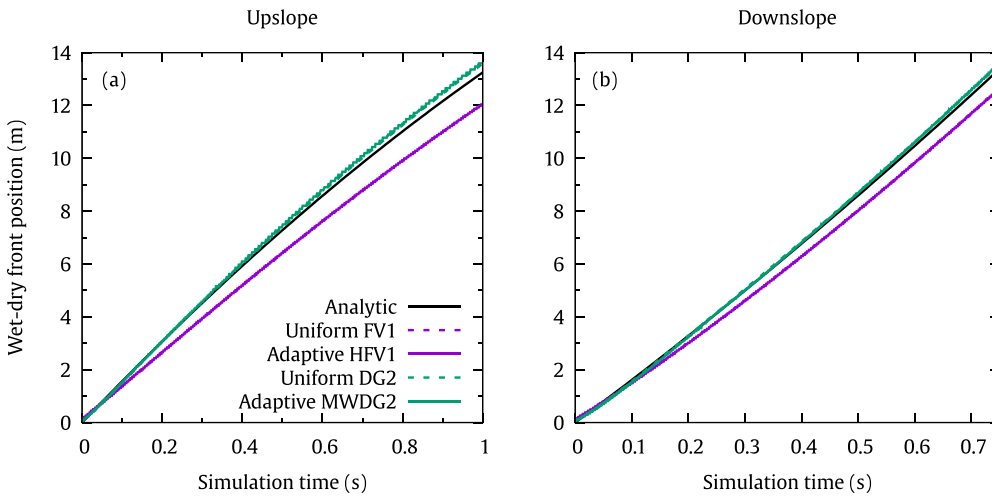 Upslope
Downslope
(a)
(b)
14
12
10
8
6
4
2
0
Wet-dry front position (m)
Analytic
Uniform FV1
Adaptive HFV1
Uniform DG2
Adaptive MWDG2
0 0.2 0.4 0.6 0.8 1
Simulation time (s)
14
12
10
8
6
4
2
0
0 0.1 0.2 0.3 0.4 0.5 0.6 0.7
Simulation time (s)